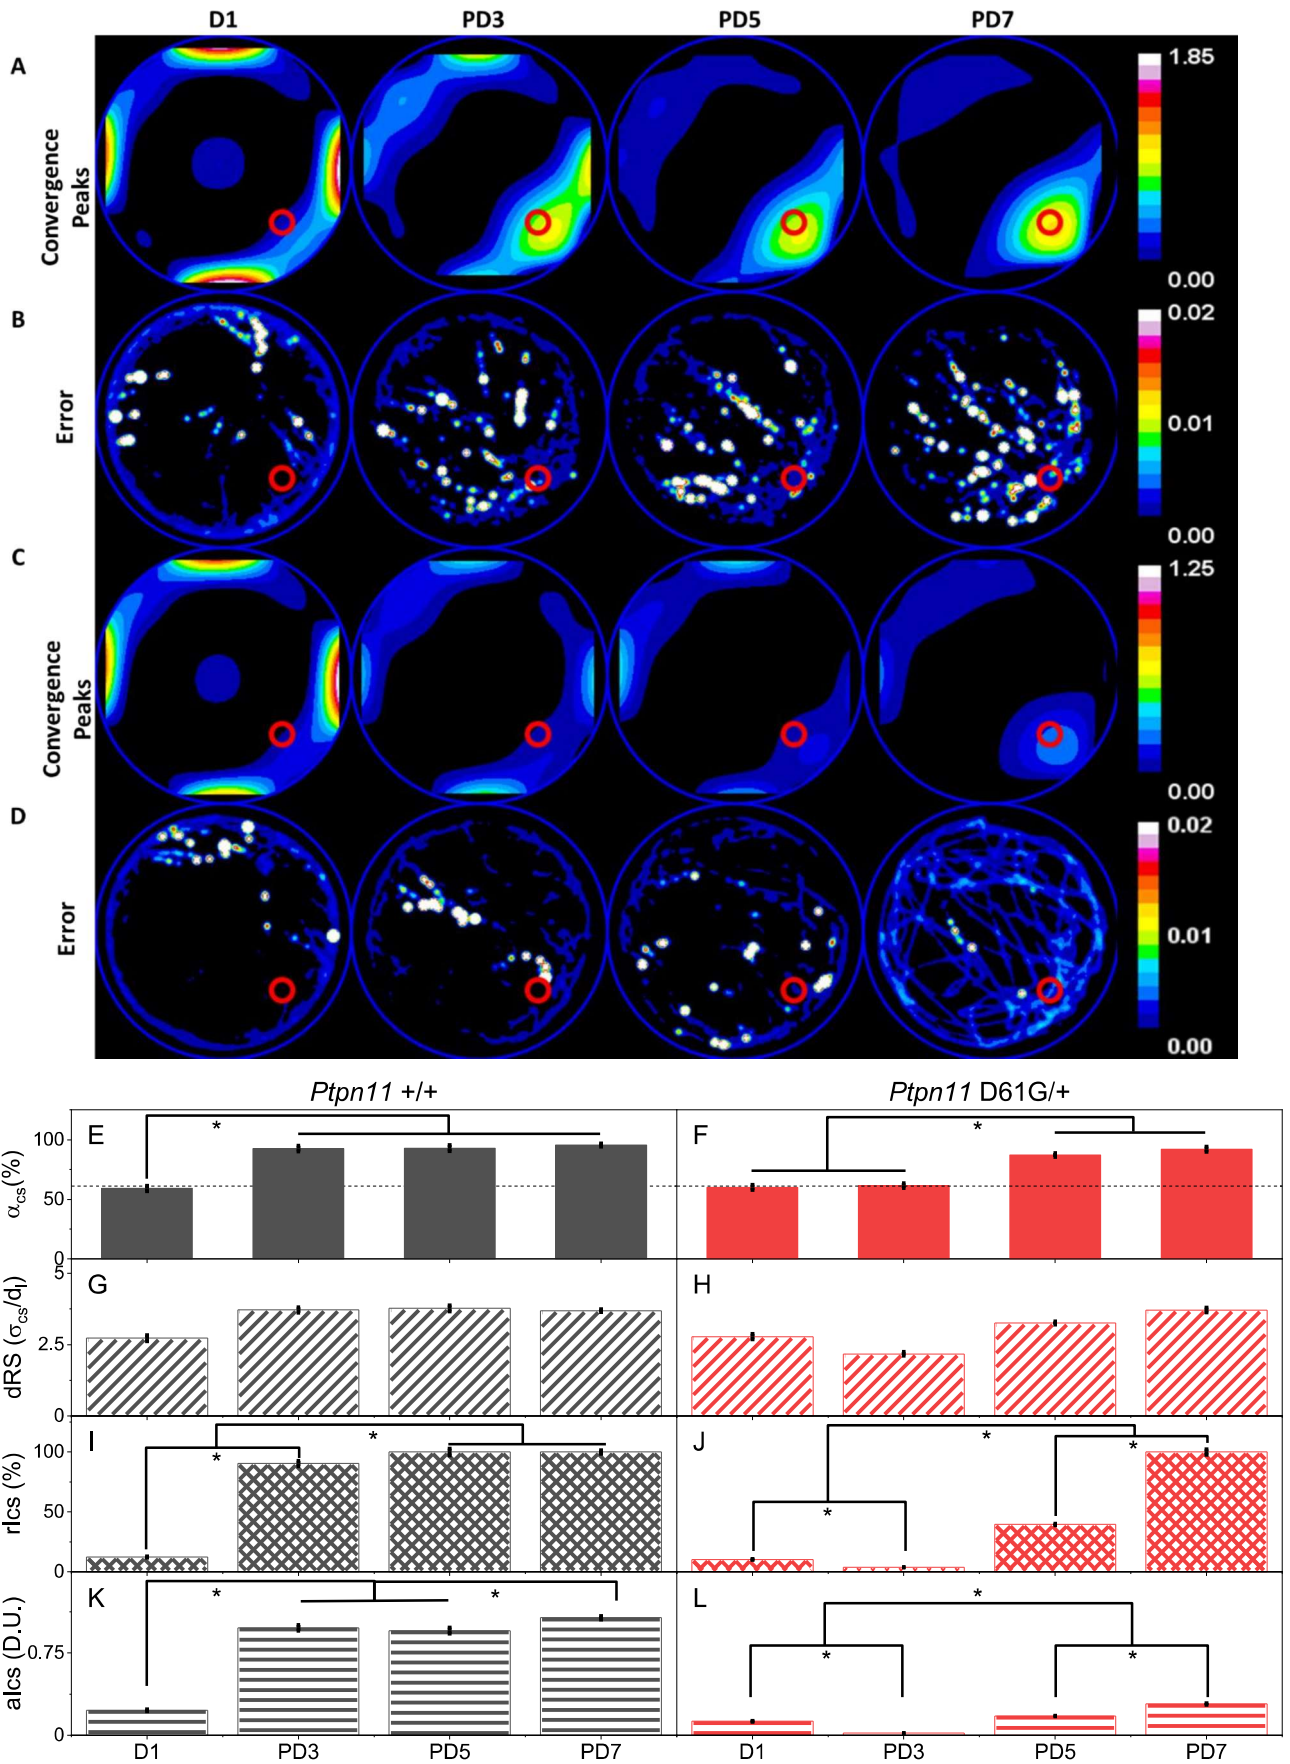 D1 PD3 PD5 PD7
A
Convergence
Peaks
1.85
0.00
B
Error
0.02
0.01
0.00
C
Convergence
Peaks
1.25
0.00
D
Error
0.02
0.01
0.00
Ptpn11 +/+ Ptpn11 D61G/+
αcs(%)
100
50
0
E
*
F
*
dRS (σcs/dI)
5
2.5
0
G
H
rIcs (%)
100
50
0
I
*
*
J
*
*
*
aIcs (D.U.)
0.75
0
K
*
*
L
*
*
*
D1 PD3 PD5 PD7 D1 PD3 PD5 PD7